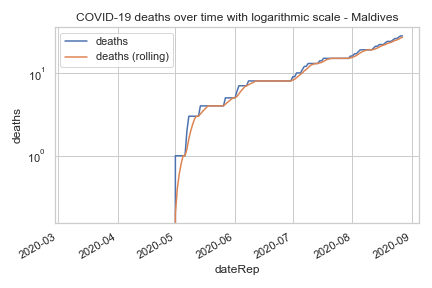 COVID-19 deaths over time with logarithmic scale - Maldives
deaths
deaths (rolling)
10¹
10⁰
deaths
2020-03
2020-04
2020-05
2020-06
2020-07
2020-08
2020-09
dateRep